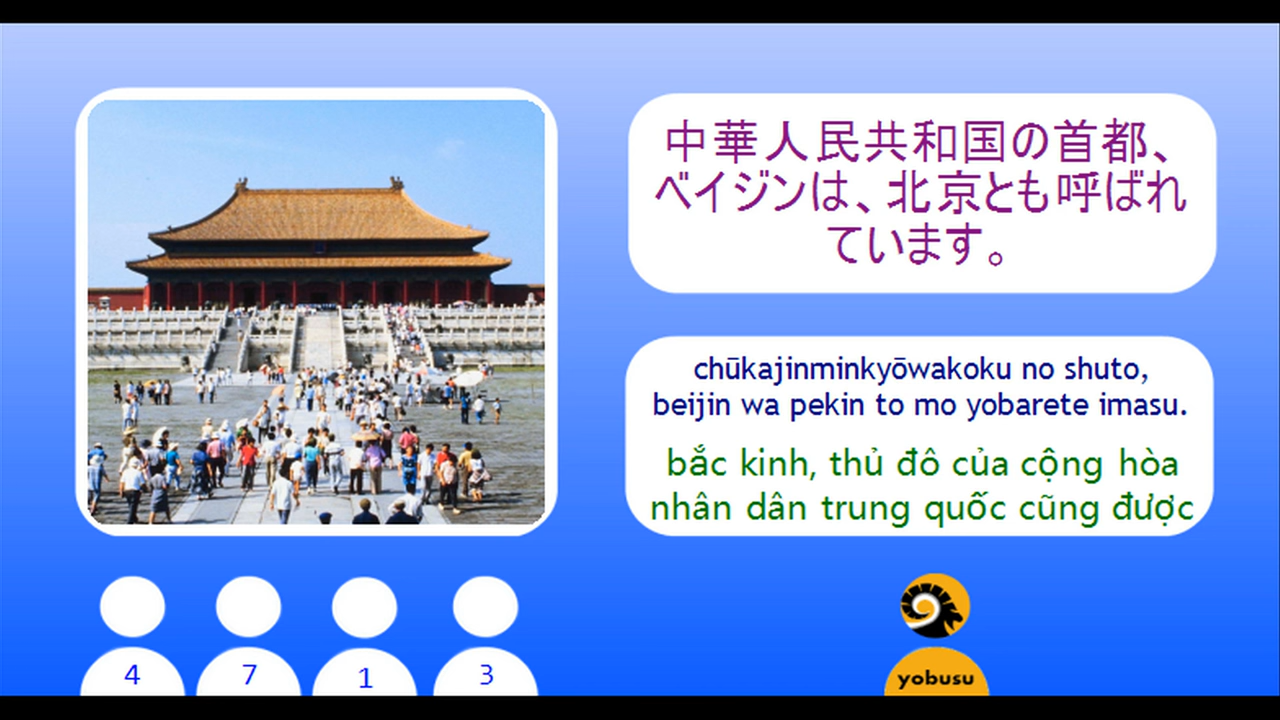 中華人民共和国の首都、
ベイジンは、北京とも呼ばれ
ています。
chūkajinminkyōwakoku no shuto,
beijin wa pekin to mo yobarete imasu.
bắc kinh, thủ đô của cộng hòa
nhân dân trung quốc cũng được
4 7 1 3
yobusu